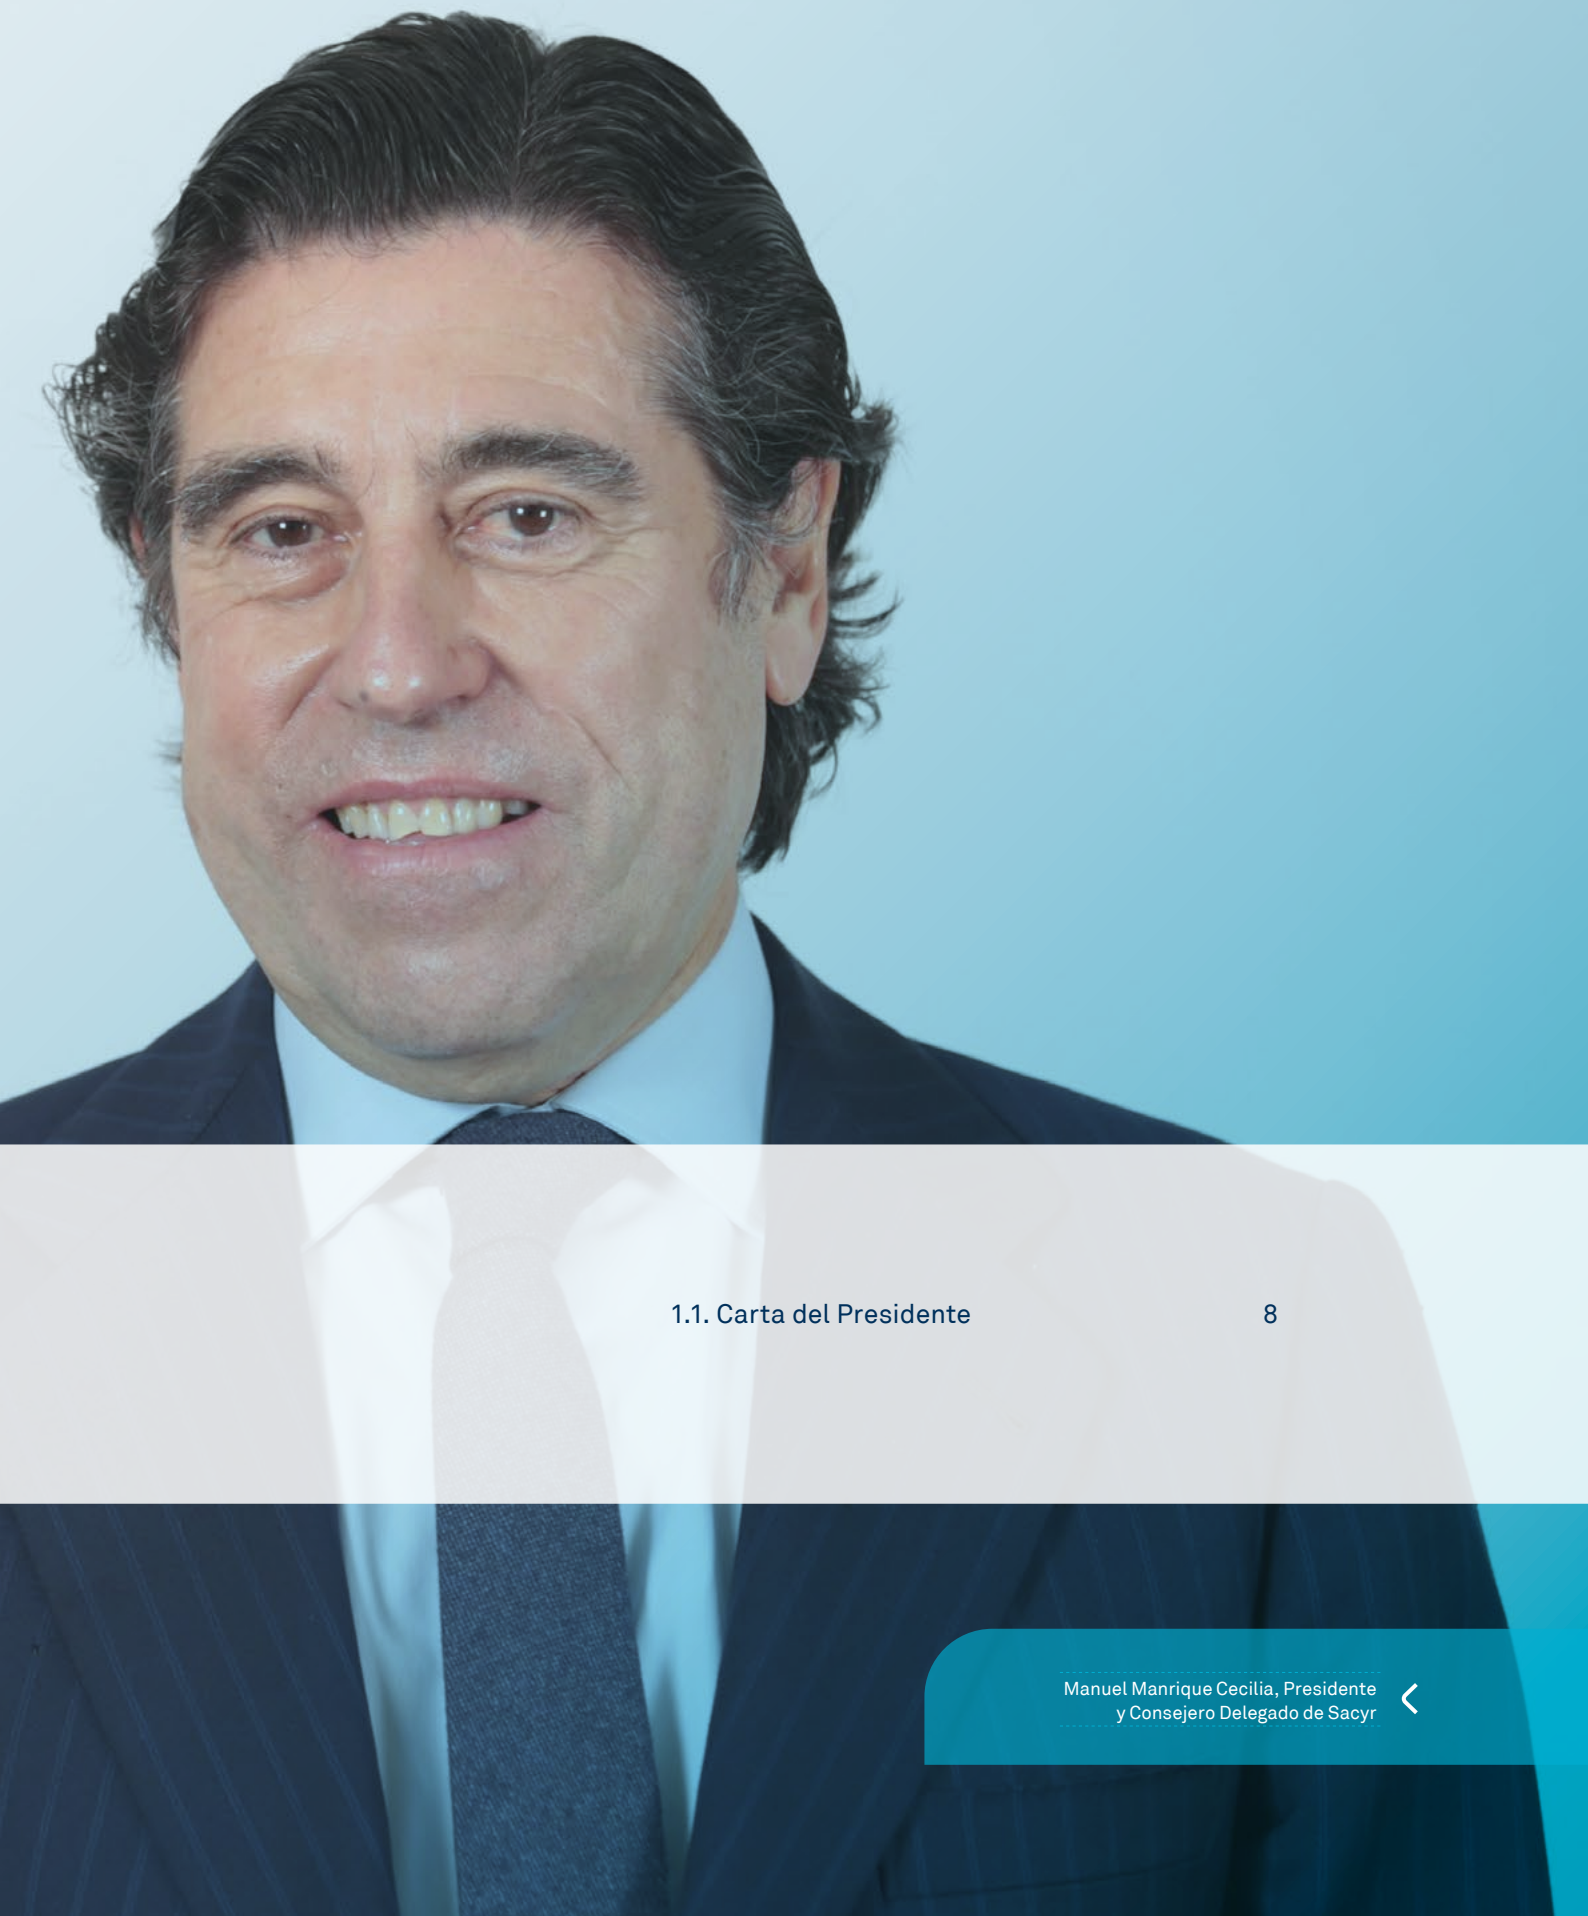 1.1. Carta del Presidente 8
Manuel Manrique Cecilia, Presidente
y Consejero Delegado de Sacyr